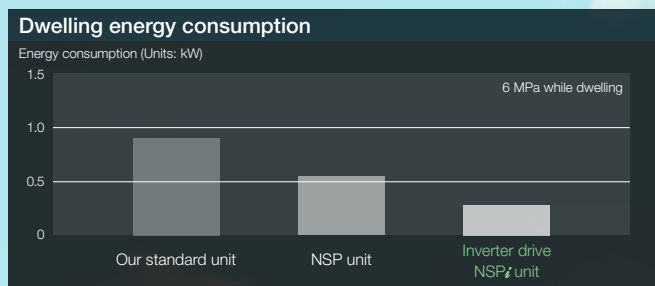 Dwelling energy consumption
Energy consumption (Units: kW)
1.5
6 MPa while dwelling
1.0
0.5
0
Our standard unit
NSP unit
Inverter drive
NSPi unit